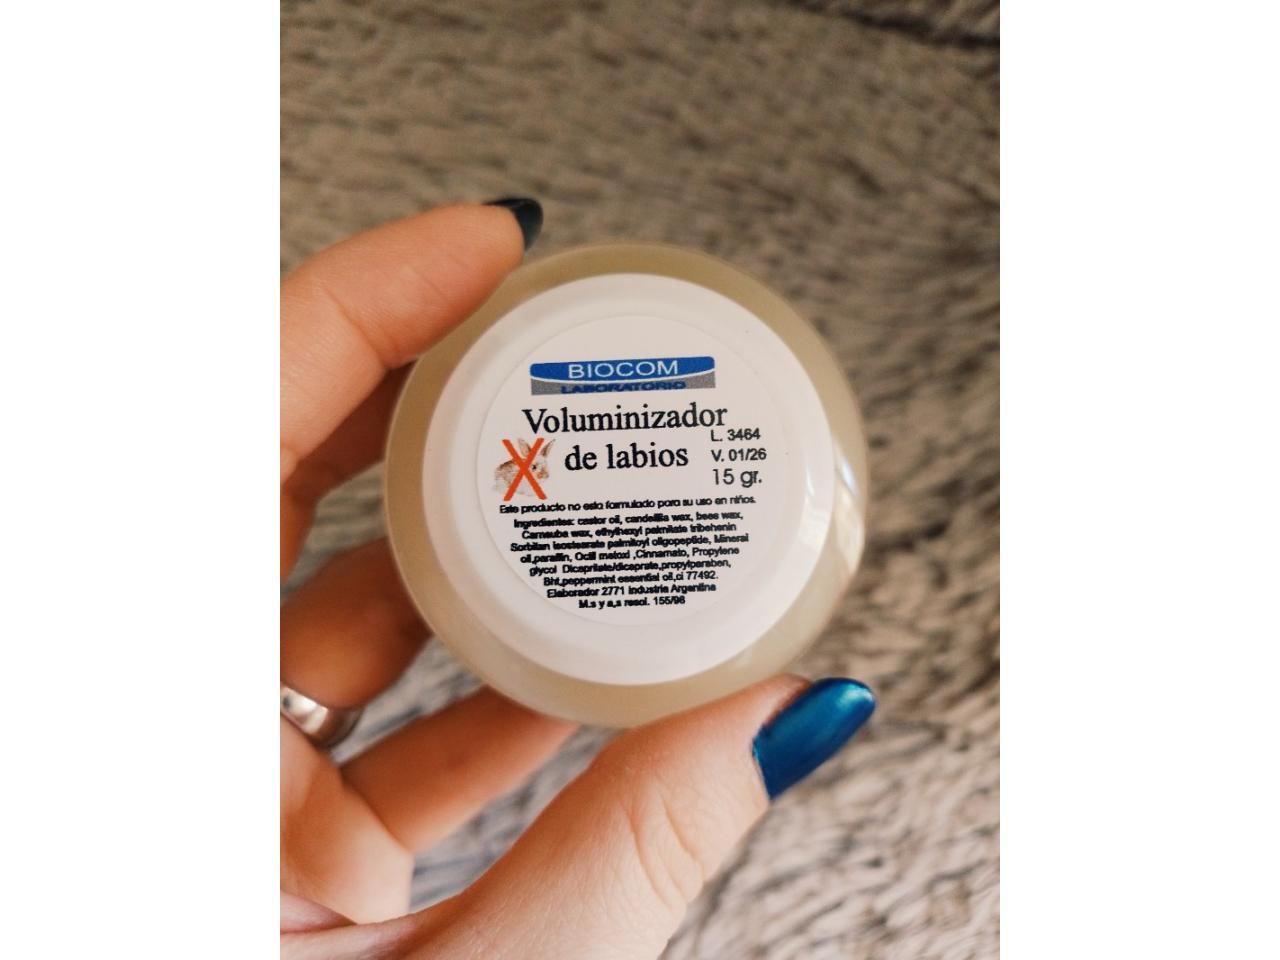 BIOCOM
LABORATORIO
Voluminizador
de labios
L. 3464
V. 01/26
15 gr.
Este producto no esta formulado para su uso en niños.
Ingredientes: castor oil, candelilla wax, bees wax,
Carnauba wax, ethylhexyl palmitate tribehenin
Sorbitan isostearate palmitoyl oligopeptide, Mineral
oil,paraffin, Octil metoxi ,Cinnamato, Propylene
glycol Dicaprilate/dicaprate,propylparaben,
Bht,peppermint essential oil,ci 77492.
Elaborador 2771 Industria Argentina
M.s y a,s resol. 155/98